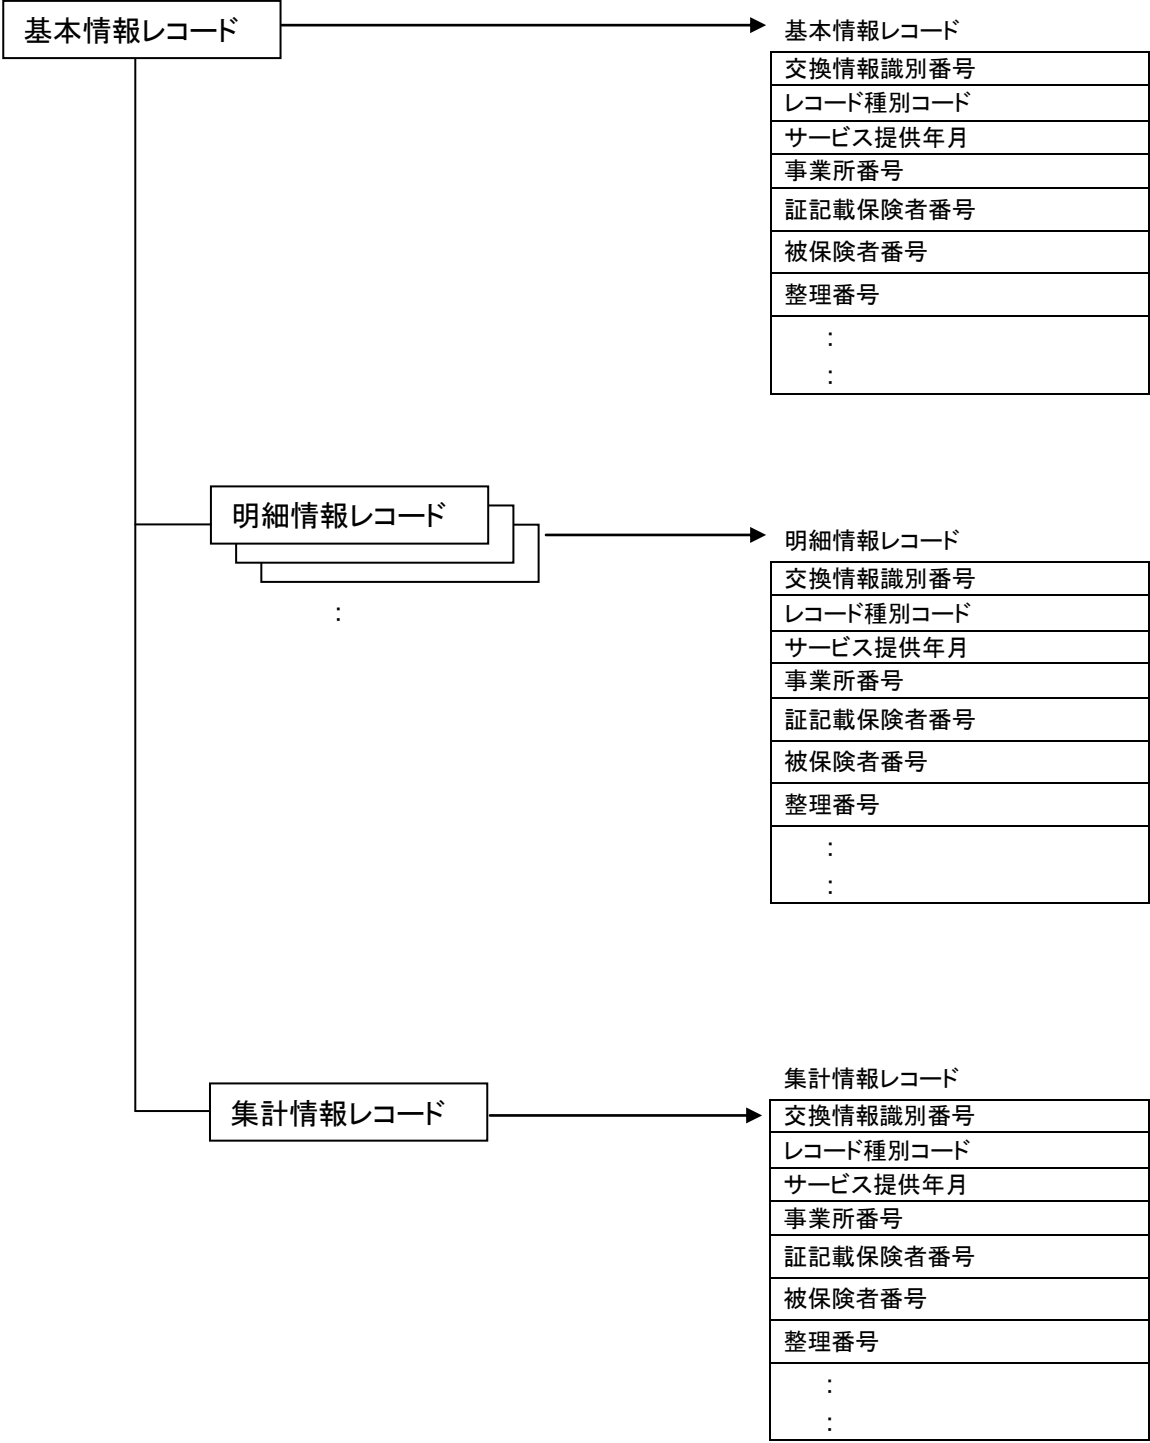 基本情報レコード
基本情報レコード
交換情報識別番号
レコード種別コード
サービス提供年月
事業所番号
証記載保険者番号
被保険者番号
整理番号
:
:
明細情報レコード
:
明細情報レコード
交換情報識別番号
レコード種別コード
サービス提供年月
事業所番号
証記載保険者番号
被保険者番号
整理番号
:
:
集計情報レコード
集計情報レコード
交換情報識別番号
レコード種別コード
サービス提供年月
事業所番号
証記載保険者番号
被保険者番号
整理番号
:
: